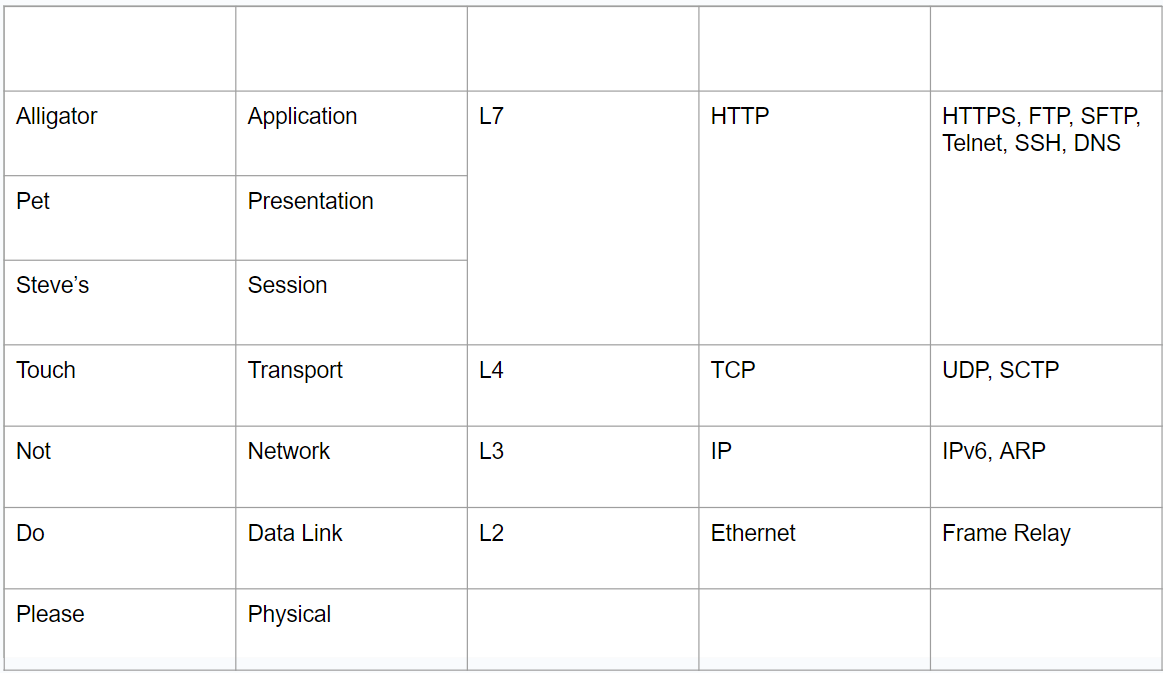 Alligator Application L7 HTTP HTTPS, FTP, SFTP,
Telnet, SSH, DNS
Pet Presentation
Steve’s Session
Touch Transport L4 TCP UDP, SCTP
Not Network L3 IP IPv6, ARP
Do Data Link L2 Ethernet Frame Relay
Please Physical